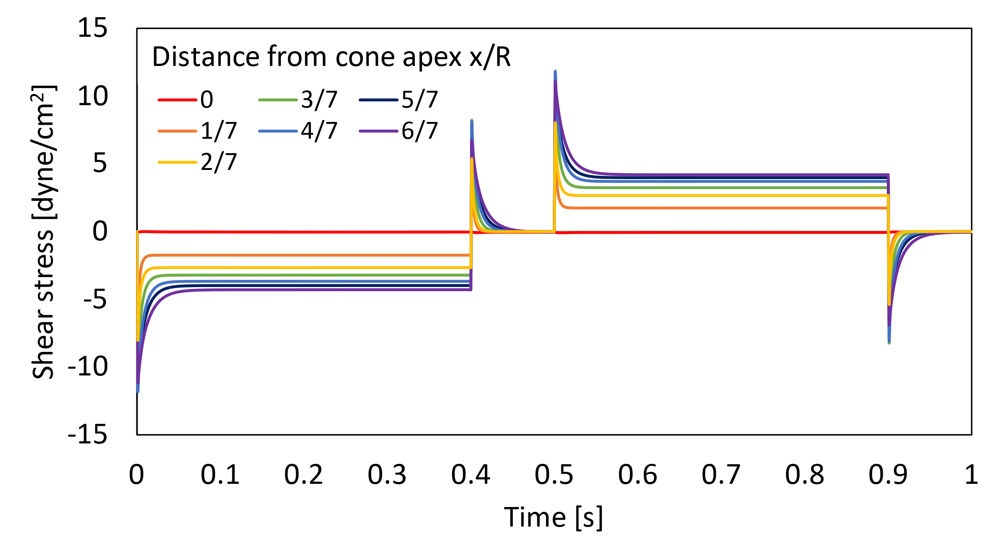 15
Distance from cone apex x/R
10
0 3/7 5/7
1/7 4/7 6/7
5
2/7
0
-5
-10
-15
Shear stress [dyne/cm²]
0 0.1 0.2 0.3 0.4 0.5 0.6 0.7 0.8 0.9 1
Time [s]